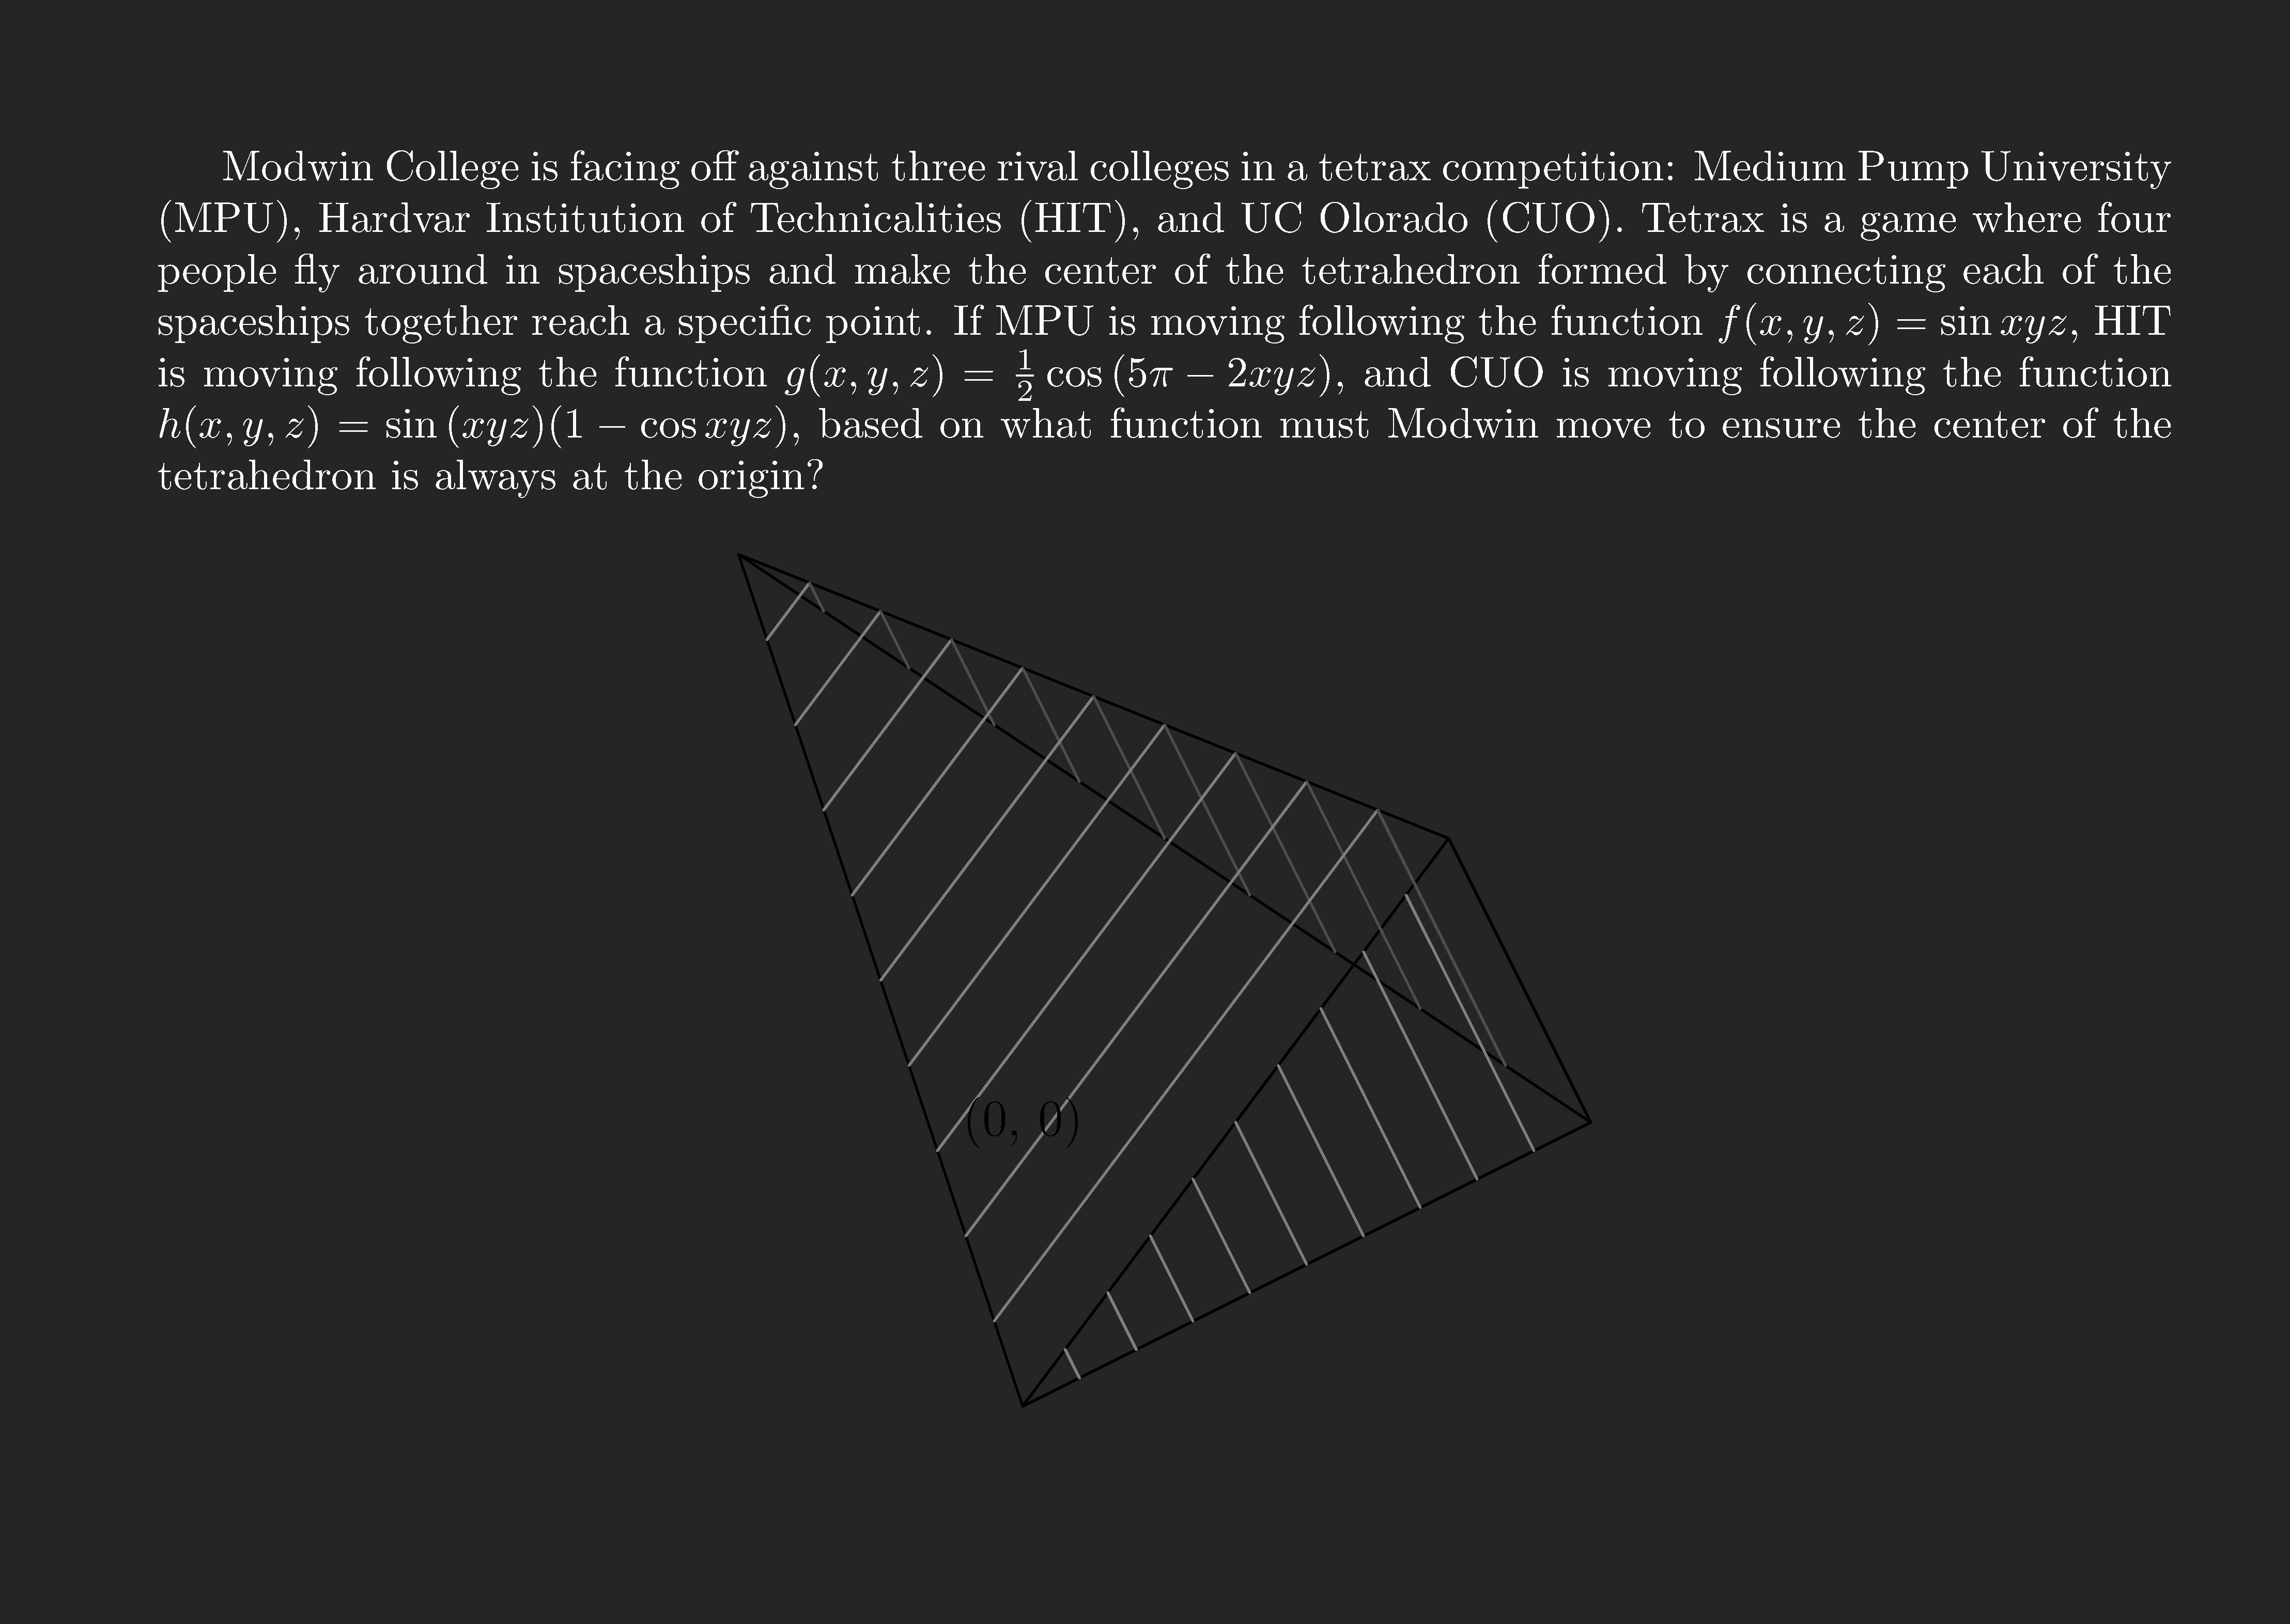 Modwin College is facing off against three rival colleges in a tetrax competition: Medium Pump University
(MPU), Hardvar Institution of Technicalities (HIT), and UC Olorado (CUO). Tetrax is a game where four
people fly around in spaceships and make the center of the tetrahedron formed by connecting each of the
spaceships together reach a specific point. If MPU is moving following the function $f(x, y, z) = \sin xyz$, HIT
is moving following the function $g(x, y, z) = \frac{1}{2} \cos (5\pi - 2xyz)$, and CUO is moving following the function
$h(x, y, z) = \sin (xyz)(1 - \cos xyz)$, based on what function must Modwin move to ensure the center of the
tetrahedron is always at the origin?
(0, 0)